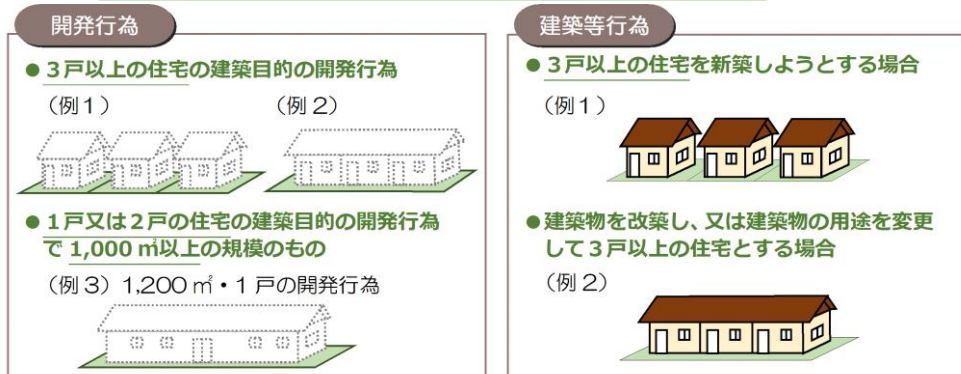 開発行為
●３戸以上の住宅の建築目的の開発行為
（例１）
（例２）
●１戸又は２戸の住宅の建築目的の開発行為
で 1,000 ㎡以上の規模のもの
（例３）1,200 ㎡・１戸の開発行為
建築等行為
●３戸以上の住宅を新築しようとする場合
（例１）
●建築物を改築し、又は建築物の用途を変更
して３戸以上の住宅とする場合
（例２）